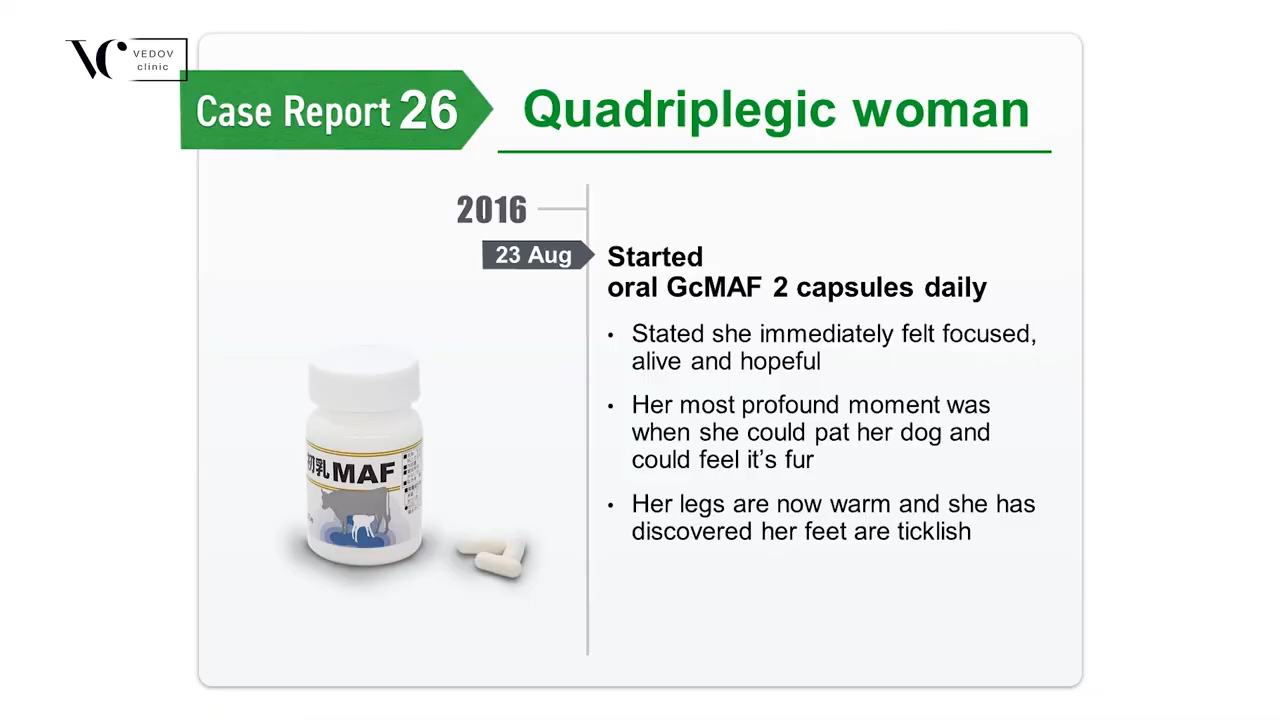 VEDOV
clinic
Case Report 26
Quadriplegic woman
2016
23 Aug
Started
oral GcMAF 2 capsules daily
• Stated she immediately felt focused,
alive and hopeful
• Her most profound moment was
when she could pat her dog and
could feel it's fur
• Her legs are now warm and she has
discovered her feet are ticklish
初乳MAF